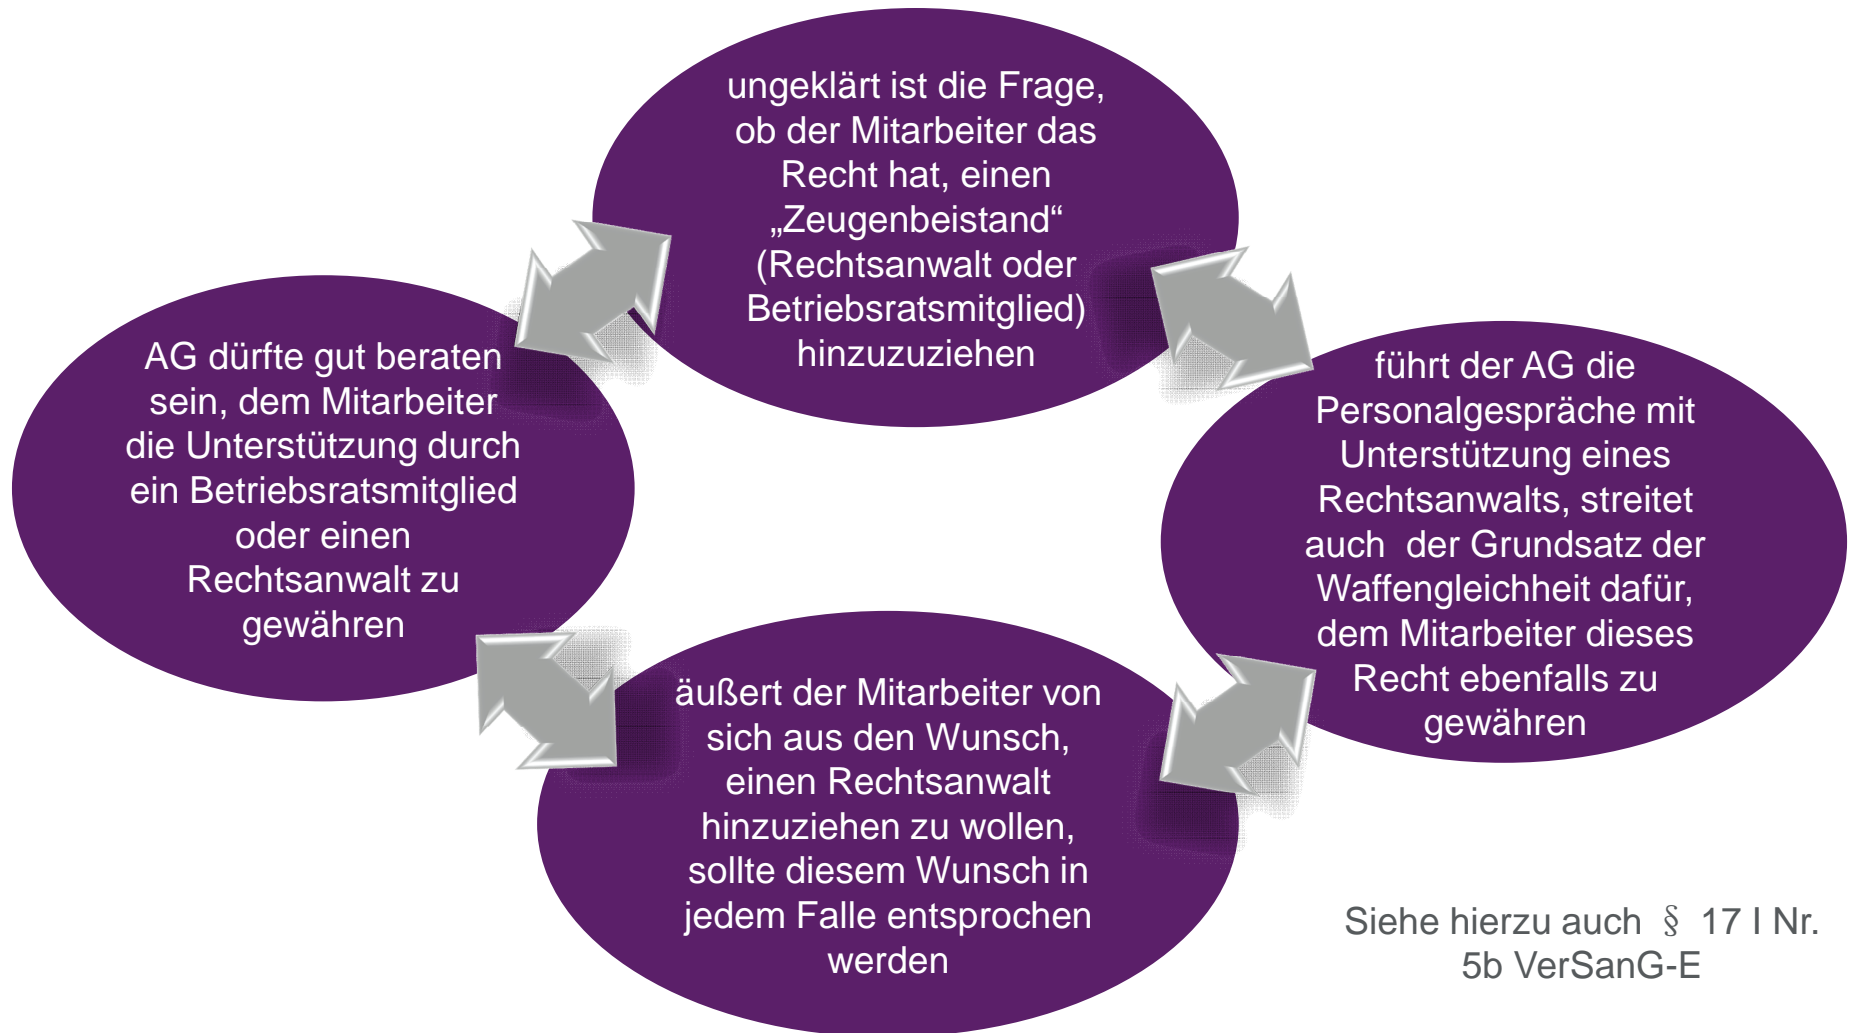 ungeklärt ist die Frage,
ob der Mitarbeiter das
Recht hat, einen
„Zeugenbeistand“
(Rechtsanwalt oder
Betriebsratsmitglied)
hinzuzuziehen
führt der AG die
Personalgespräche mit
Unterstützung eines
Rechtsanwalts, streitet
auch der Grundsatz der
Waffengleichheit dafür,
dem Mitarbeiter dieses
Recht ebenfalls zu
gewähren
äußert der Mitarbeiter von
sich aus den Wunsch,
einen Rechtsanwalt
hinzuziehen zu wollen,
sollte diesem Wunsch in
jedem Falle entsprochen
werden
AG dürfte gut beraten
sein, dem Mitarbeiter
die Unterstützung durch
ein Betriebsratsmitglied
oder einen
Rechtsanwalt zu
gewähren
Siehe hierzu auch § 17 I Nr.
5b VerSanG-E